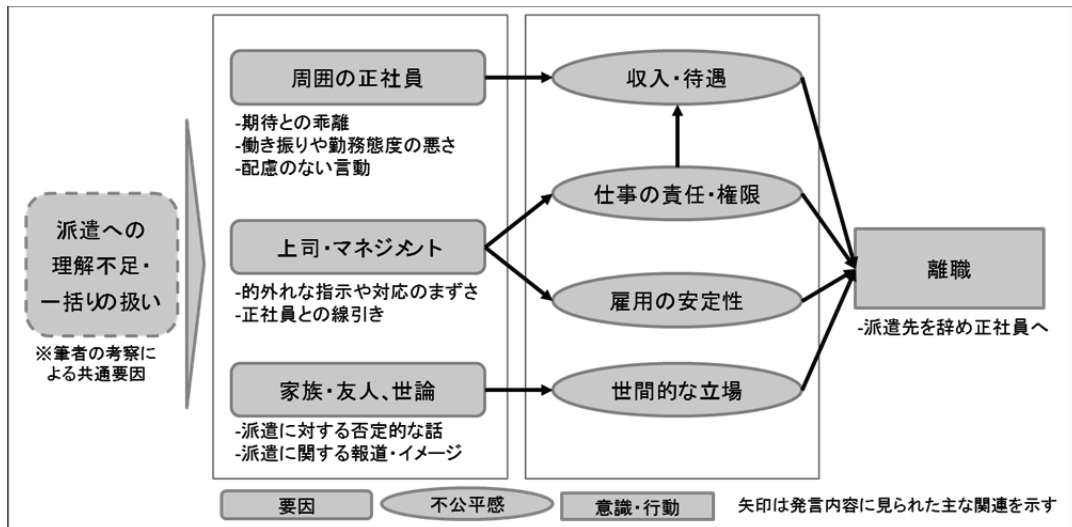 派遣への
理解不足・
一括りの扱い
※筆者の考察に
よる共通要因
周囲の正社員
-期待との乖離
-働き振りや勤務態度の悪さ
-配慮のない言動
上司・マネジメント
-的外れな指示や対応のまずさ
-正社員との線引き
家族・友人、世論
-派遣に対する否定的な話
-派遣に関する報道・イメージ
収入・待遇
仕事の責任・権限
雇用の安定性
世間的な立場
離職
-派遣先を辞め正社員へ
要因
不公平感
意識・行動
矢印は発言内容に見られた主な関連を示す